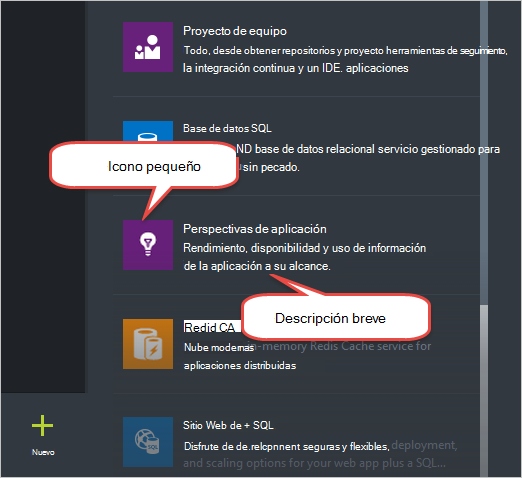 Proyecto de equipo
Todo, desde obtener repositorios y proyecto herramientas de seguimiento,
la integración continua y un IDE. aplicaciones
Base de datos SQL
ND base de datos relacional servicio gestionado para
sin pecado.
Icono pequeño
Perspectivas de aplicación
Rendimiento, disponibilidad y uso de información
de la aplicación a su alcance.
Descripción breve
Redid CA
Nube modernas n-memory Redis Cache service for
aplicaciones distribuidas
Sitio Web de + SQL
Disfrute de de.relopnnent seguras y flexibles, deployment,
and scaling options for your web app plus a SQL...
Nuevo